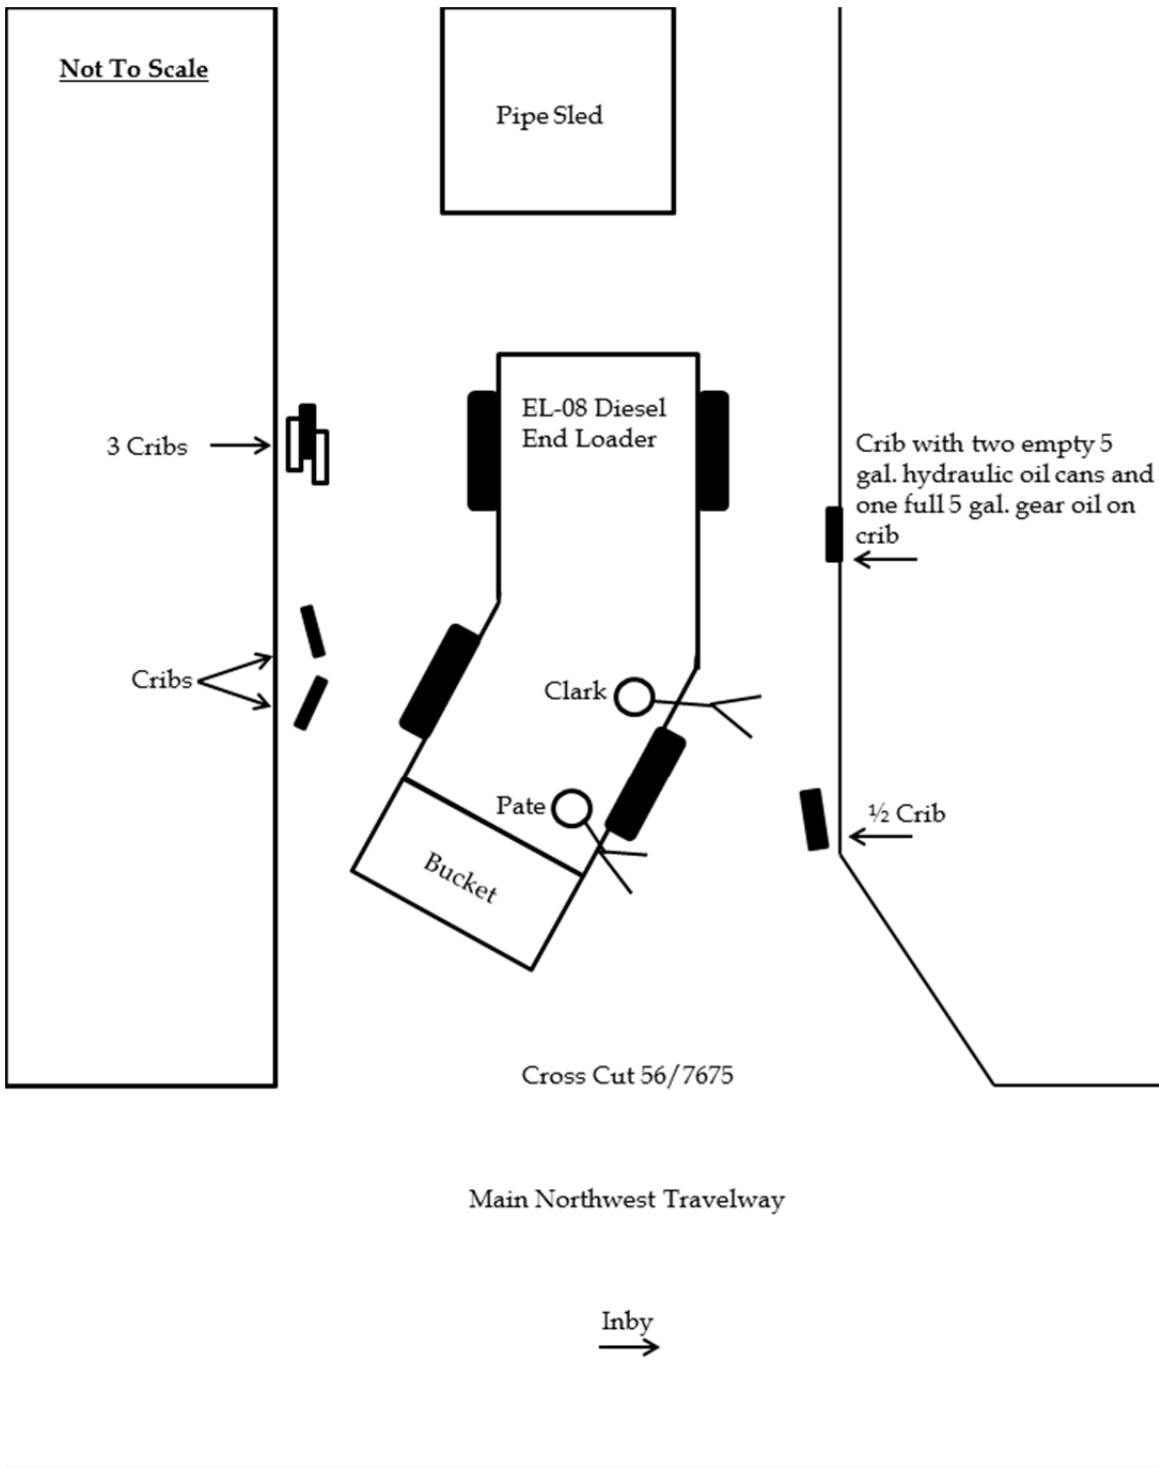 Not To Scale
Pipe Sled
EL-08 Diesel
End Loader
3 Cribs
Crib with two empty 5
gal. hydraulic oil cans and
one full 5 gal. gear oil on
crib
Cribs
Clark
Pate
½ Crib
Bucket
Cross Cut 56/7675
Main Northwest Travelway
Inby